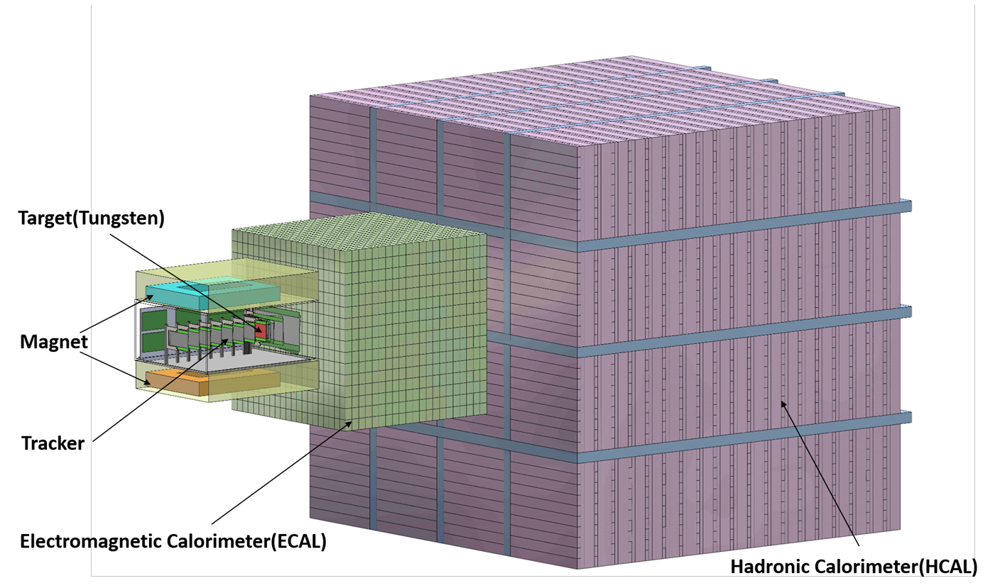 Target(Tungsten)
Magnet
Tracker
Electromagnetic Calorimeter(ECAL)
Hadronic Calorimeter(HCAL)